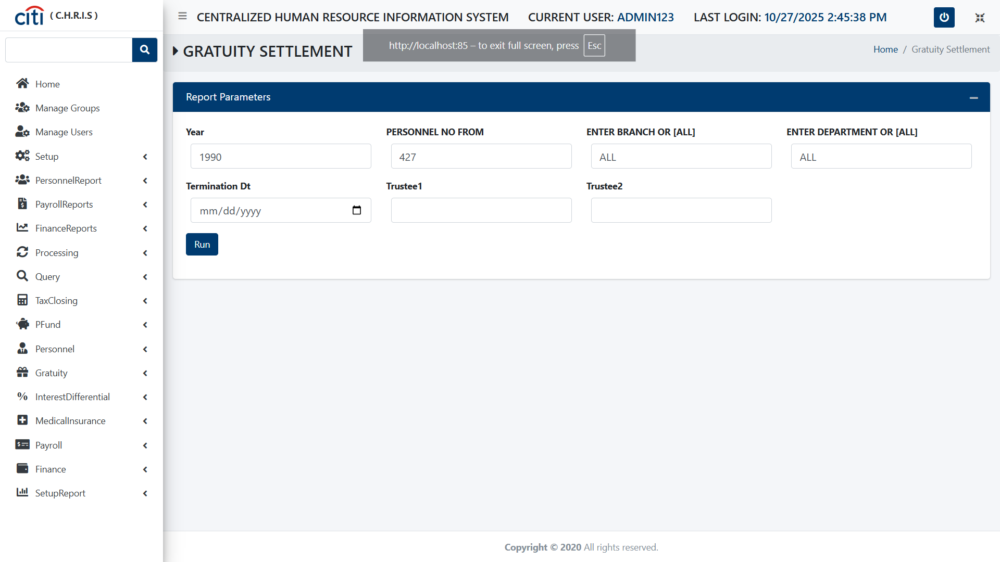 citi ( C.H.R.I.S )
CENTRALIZED HUMAN RESOURCE INFORMATION SYSTEM CURRENT USER: ADMIN123 LAST LOGIN: 10/27/2025 2:45:38 PM
http://localhost:85 – to exit full screen, press Esc
GRATUITY SETTLEMENT
Home / Gratuity Settlement
Home
Manage Groups
Manage Users
Setup
PersonnelReport
PayrollReports
FinanceReports
Processing
Query
TaxClosing
PFund
Personnel
Gratuity
% InterestDifferential
MedicalInsurance
Payroll
Finance
SetupReport
Report Parameters
Year PERSONNEL NO FROM ENTER BRANCH OR [ALL] ENTER DEPARTMENT OR [ALL]
1990 427 ALL ALL
Termination Dt Trustee1 Trustee2
mm/dd/yyyy
Run
Copyright © 2020 All rights reserved.